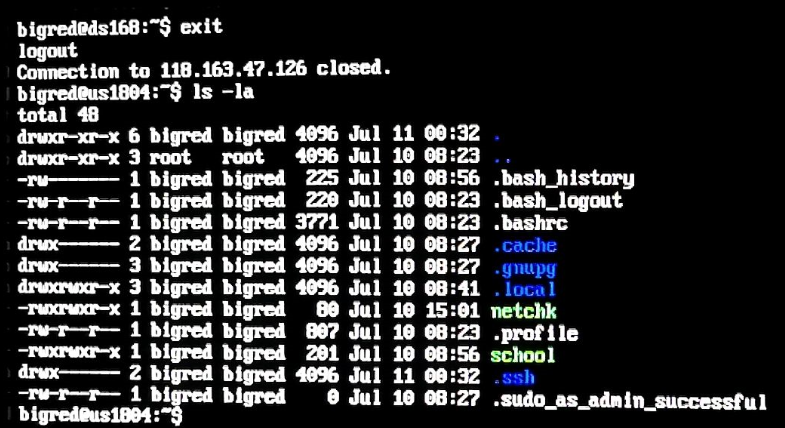 bigred@ds168:~$ exit
logout
Connection to 118.163.47.126 closed.
bigred@us1804:~$ ls -la
total 48
drwxr-xr-x 6 bigred bigred 4096 Jul 11 00:32 .
drwxr-xr-x 3 root   root   4096 Jul 10 08:23 ..
-rw------- 1 bigred bigred  225 Jul 10 08:56 .bash_history
-rw-r--r-- 1 bigred bigred  220 Jul 10 08:23 .bash_logout
-rw-r--r-- 1 bigred bigred 3771 Jul 10 08:23 .bashrc
drwx------ 2 bigred bigred 4096 Jul 10 08:27 .cache
drwx------ 3 bigred bigred 4096 Jul 10 08:27 .gnupg
drwxrwxr-x 3 bigred bigred 4096 Jul 10 08:41 .local
-rwxrwxr-x 1 bigred bigred   80 Jul 10 15:01 netchk
-rw-r--r-- 1 bigred bigred  807 Jul 10 08:23 .profile
-rwxrwxr-x 1 bigred bigred  201 Jul 10 08:56 school
drwx------ 2 bigred bigred 4096 Jul 11 00:32 .ssh
-rw-r--r-- 1 bigred bigred    0 Jul 10 08:27 .sudo_as_admin_successful
bigred@us1804:~$